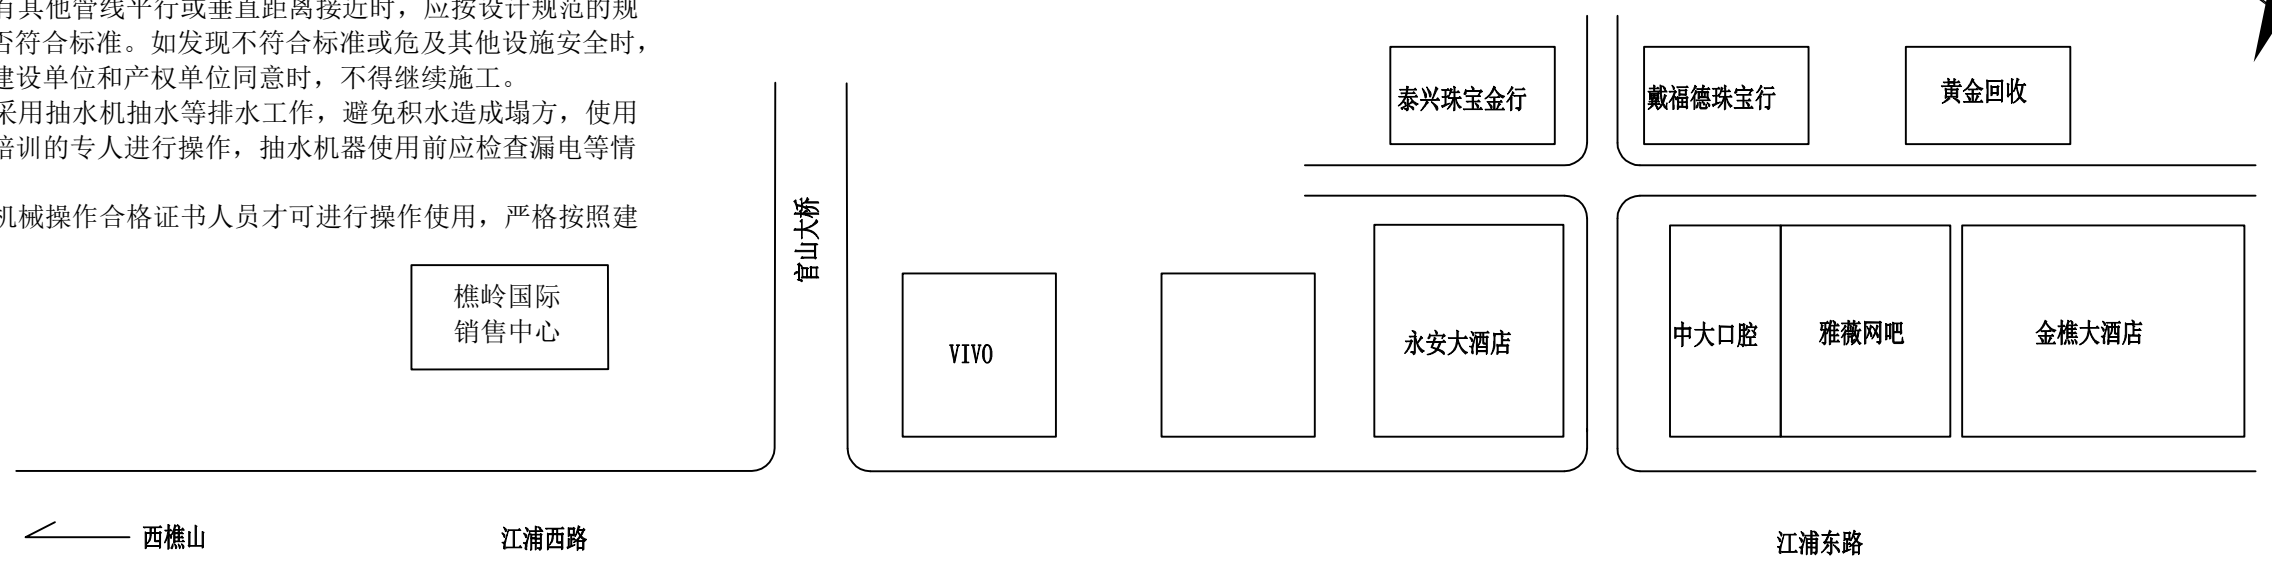 有其他管线平行或垂直距离接近时，应按设计规范的规
否符合标准。如发现不符合标准或危及其他设施安全时，
建设单位和产权单位同意时，不得继续施工。
采用抽水机抽水等排水工作，避免积水造成塌方，使用
培训的专人进行操作，抽水机器使用前应检查漏电等情
机械操作合格证书人员才可进行操作使用，严格按照建
泰兴珠宝金行
戴福德珠宝行
黄金回收
官山大桥
樵岭国际
销售中心
VIVO
永安大酒店
中大口腔
雅薇网吧
金樵大酒店
西樵山
江浦西路
江浦东路